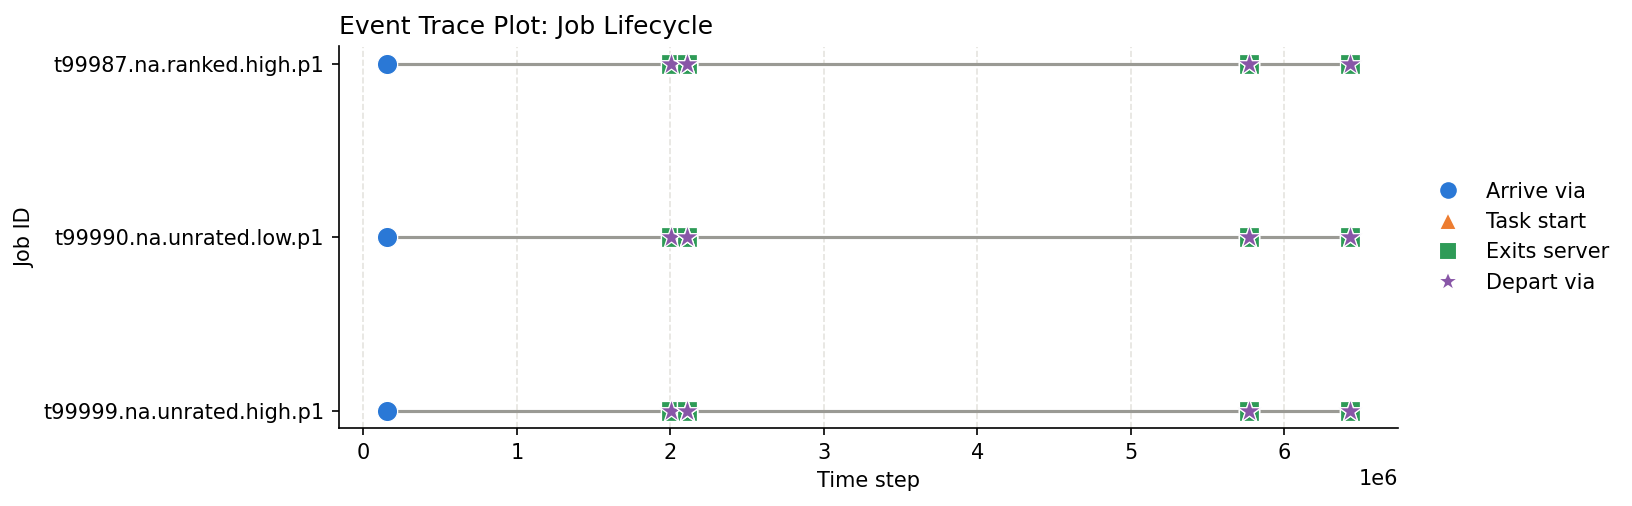 Event Trace Plot: Job Lifecycle
t99987.na.ranked.high.p1
t99990.na.unrated.low.p1
t99999.na.unrated.high.p1
Job ID
0 1 2 3 4 5 6
1e6
Time step
Arrive via
Task start
Exits server
Depart via